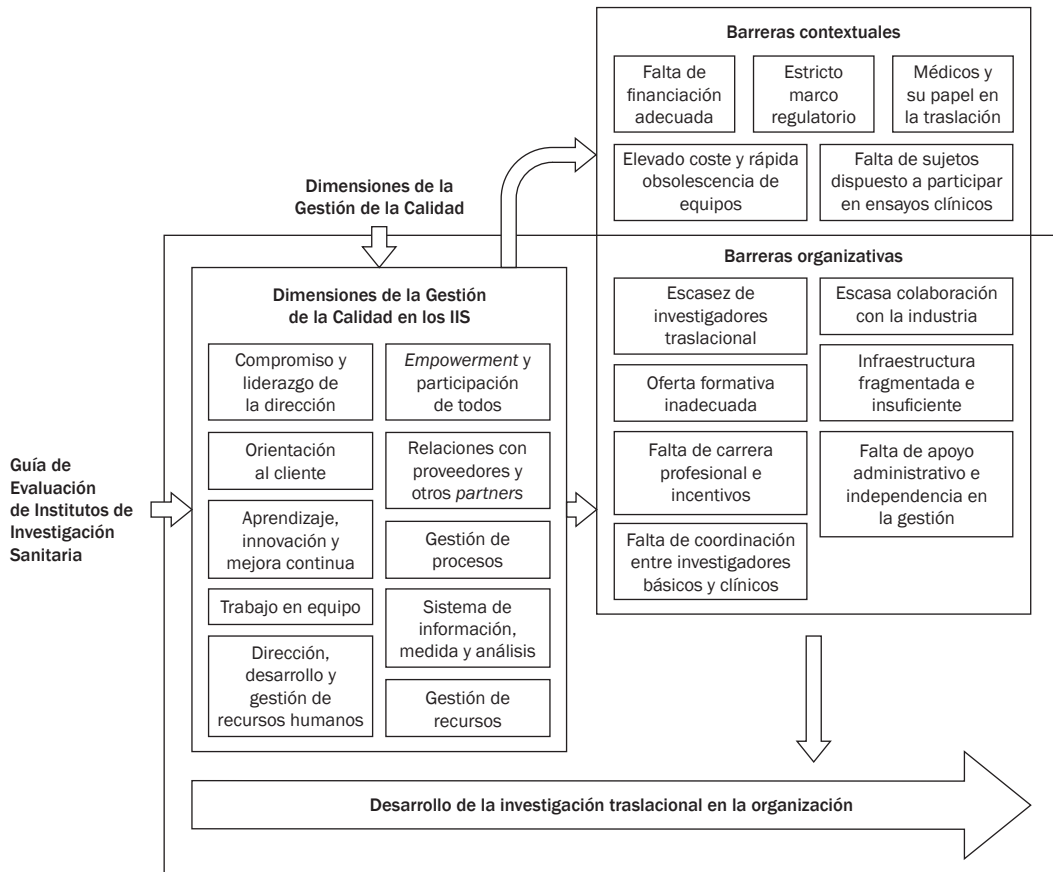 Barreras contextuales
Falta de
financiación
adecuada
Estricto
marco
regulatorio
Médicos y
su papel en
la traslación
Elevado coste y rápida
obsolescencia de
equipos
Falta de sujetos
dispuesto a participar
en ensayos clínicos
Dimensiones de la
Gestión de la Calidad
Guía de
Evaluación
de Institutos de
Investigación
Sanitaria
Dimensiones de la Gestión
de la Calidad en los IIS
Compromiso y
liderazgo de
la dirección
Empowerment y
participación
de todos
Orientación
al cliente
Relaciones con
proveedores y
otros partners
Aprendizaje,
innovación y
mejora continua
Gestión de
procesos
Trabajo en equipo
Sistema de
información,
medida y análisis
Dirección,
desarrollo y
gestión de
recursos humanos
Gestión de
recursos
Barreras organizativas
Escasez de
investigadores
traslacional
Escasa colaboración
con la industria
Oferta formativa
inadecuada
Infraestructura
fragmentada e
insuficiente
Falta de carrera
profesional e
incentivos
Falta de apoyo
administrativo e
independencia en
la gestión
Falta de coordinación
entre investigadores
básicos y clínicos
Desarrollo de la investigación traslacional en la organización